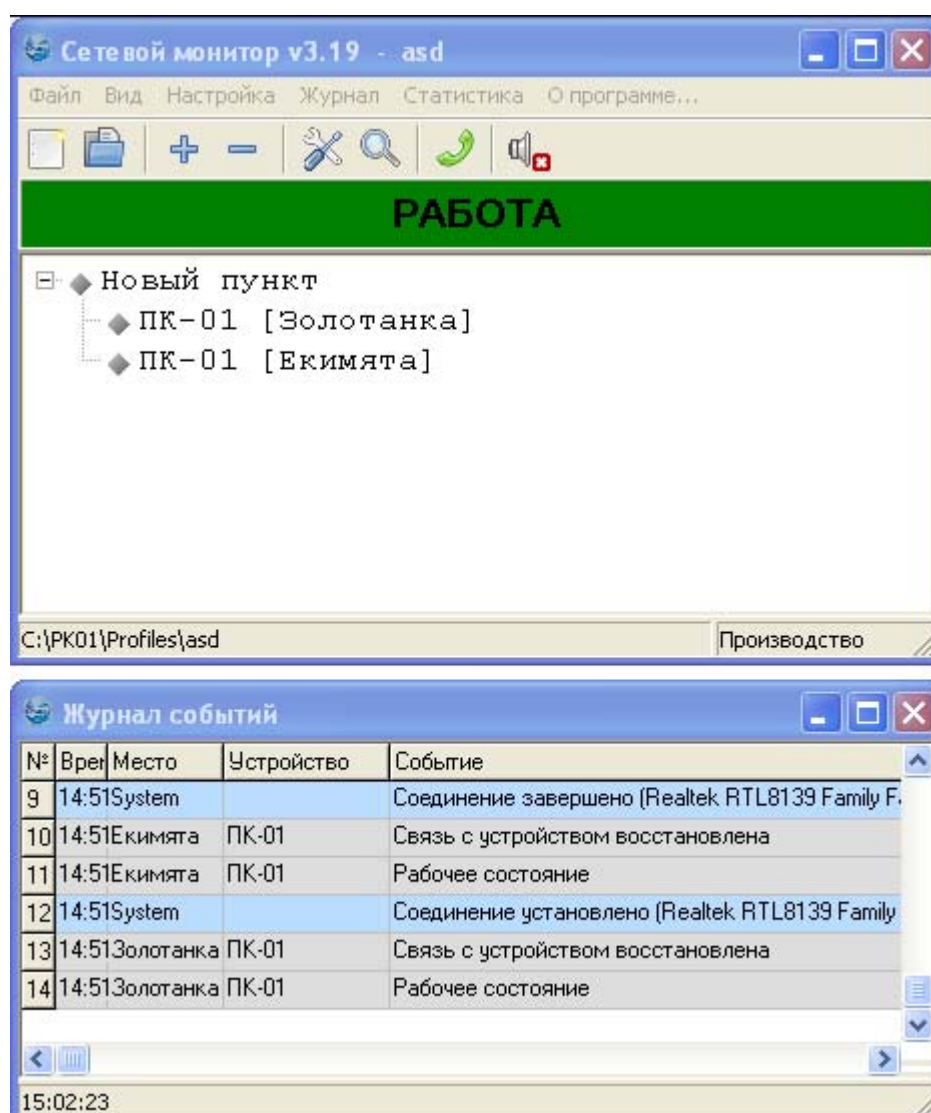 Сетевой монитор v3.19 - asd
Файл Вид Настройка Журнал Статистика О программе...
РАБОТА
Новый пункт
ПК-01 [Золотанка]
ПК-01 [Екимята]
C:\PK01\Profiles\asd Производство
Журнал событий
№ Врем Место Устройство Событие
9 14:51 System Соединение завершено (Realtek RTL8139 Family F
10 14:51 Екимята ПК-01 Связь с устройством восстановлена
11 14:51 Екимята ПК-01 Рабочее состояние
12 14:51 System Соединение установлено (Realtek RTL8139 Family
13 14:51 Золотанка ПК-01 Связь с устройством восстановлена
14 14:51 Золотанка ПК-01 Рабочее состояние
15:02:23